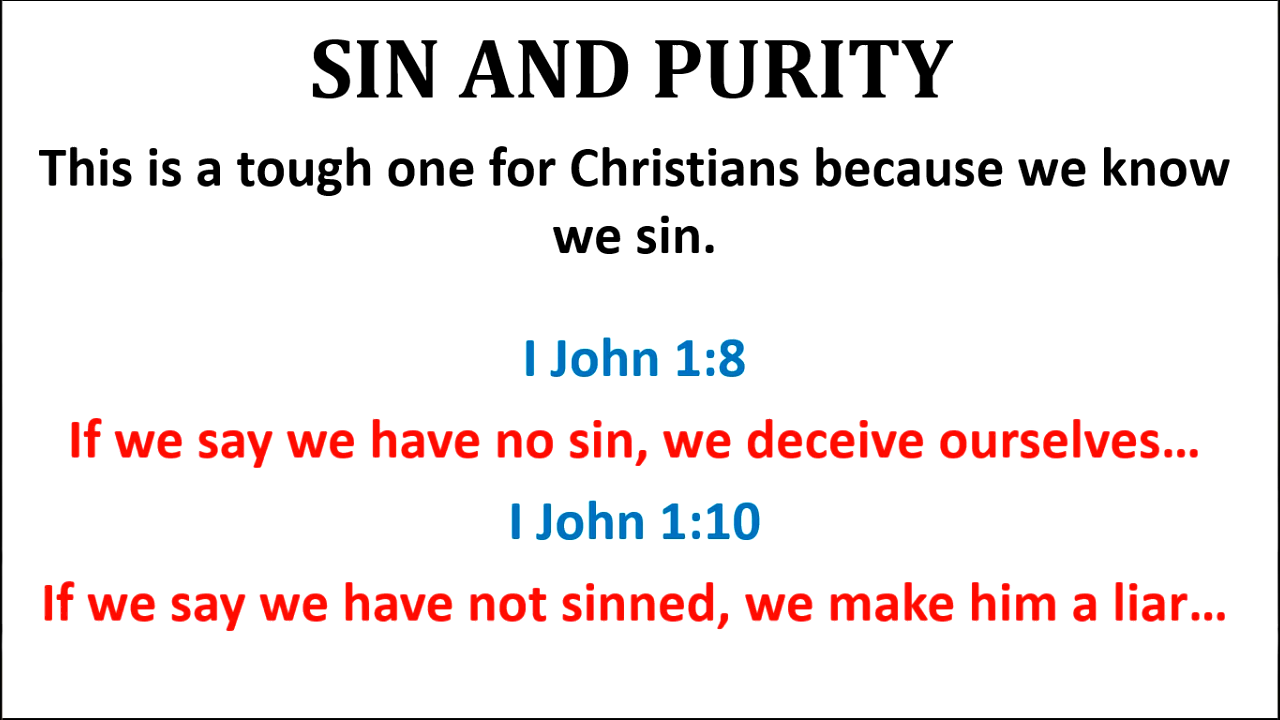 SIN AND PURITY
This is a tough one for Christians because we know
we sin.
I John 1:8
If we say we have no sin, we deceive ourselves…
I John 1:10
If we say we have not sinned, we make him a liar…